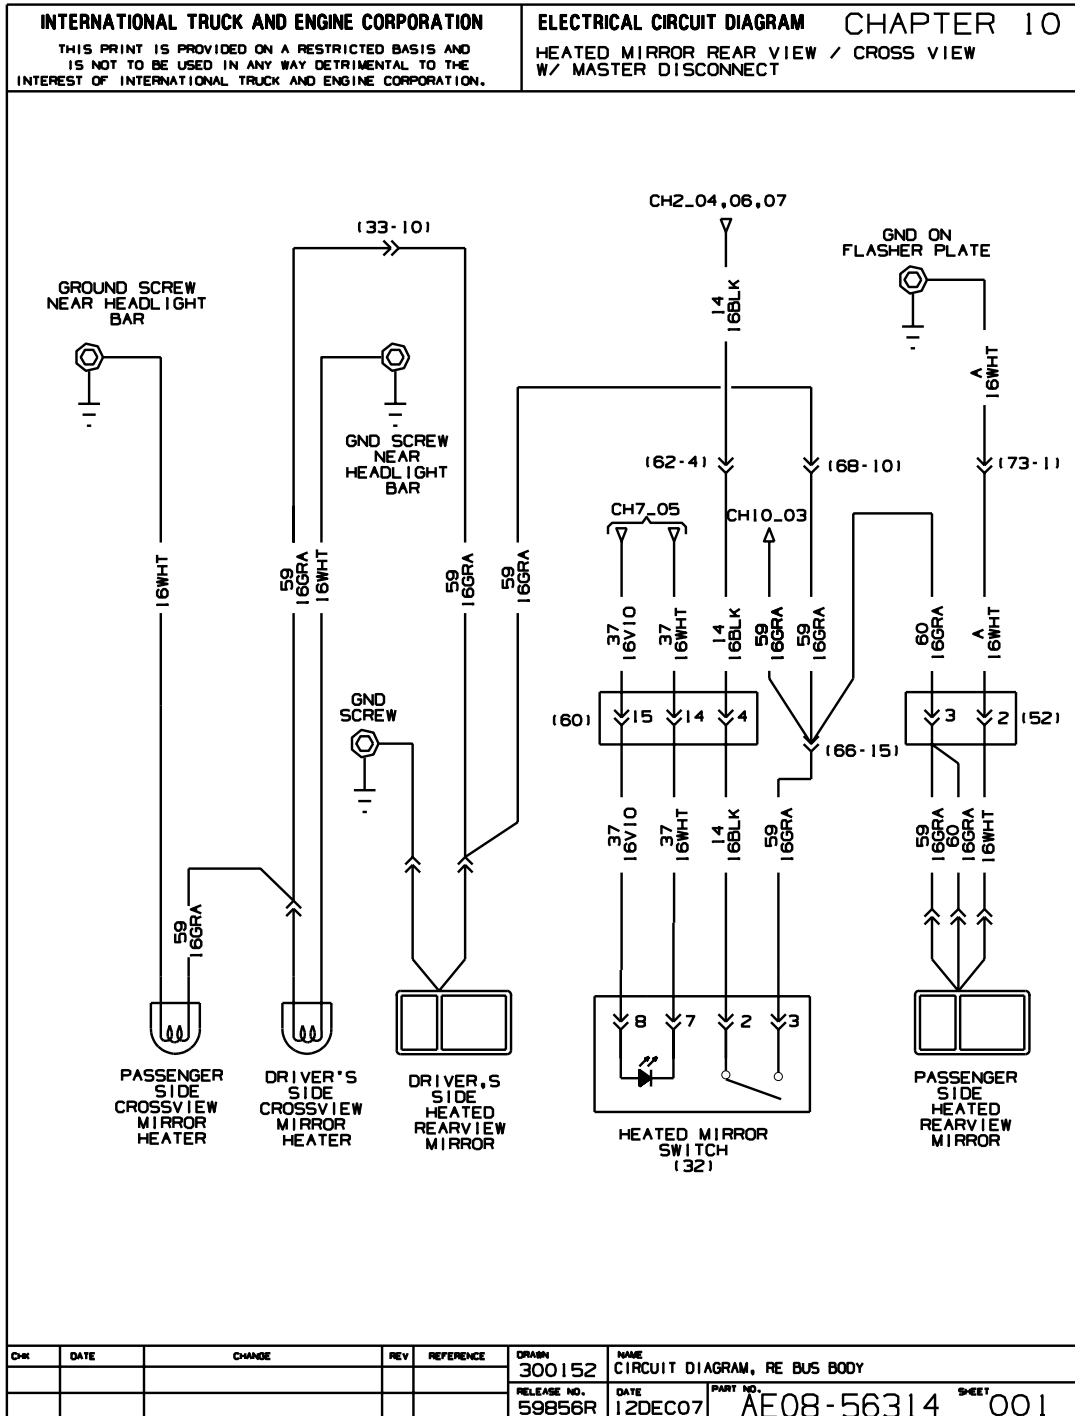 INTERNATIONAL TRUCK AND ENGINE CORPORATION
THIS PRINT IS PROVIDED ON A RESTRICTED BASIS AND
IS NOT TO BE USED IN ANY WAY DETRIMENTAL TO THE
INTEREST OF INTERNATIONAL TRUCK AND ENGINE CORPORATION.
ELECTRICAL CIRCUIT DIAGRAM CHAPTER 10
HEATED MIRROR REAR VIEW / CROSS VIEW
W/ MASTER DISCONNECT
CH2_04,06,07
(33-10)
GND ON
FLASHER PLATE
GROUND SCREW
NEAR HEADLIGHT
BAR
14
16BLK
A
16WHT
GND SCREW
NEAR
HEADLIGHT
BAR
(62-4)
(68-10)
(73-1)
CH7_05
CH10_03
16WHT
59
16GRA
16WHT
59
16GRA
59
16GRA
37
16VIO
37
16WHT
14
16BLK
59
16GRA
59
16GRA
60
16GRA
A
16WHT
GND
SCREW
(60)
15
14
4
3
2
(52)
(66-15)
37
16VIO
37
16WHT
14
16BLK
59
16GRA
59
16GRA
60
16GRA
16WHT
59
16GRA
8
7
2
3
PASSENGER
SIDE
CROSSVIEW
MIRROR
HEATER
DRIVER'S
SIDE
CROSSVIEW
MIRROR
HEATER
DRIVER,S
SIDE
HEATED
REARVIEW
MIRROR
HEATED MIRROR
SWITCH
(32)
PASSENGER
SIDE
HEATED
REARVIEW
MIRROR
CHK DATE CHANGE REV REFERENCE
DRAWN
300152
NAME
CIRCUIT DIAGRAM, RE BUS BODY
RELEASE NO.
59856R
DATE
12DEC07
PART NO.
AE08-56314
SHEET
001